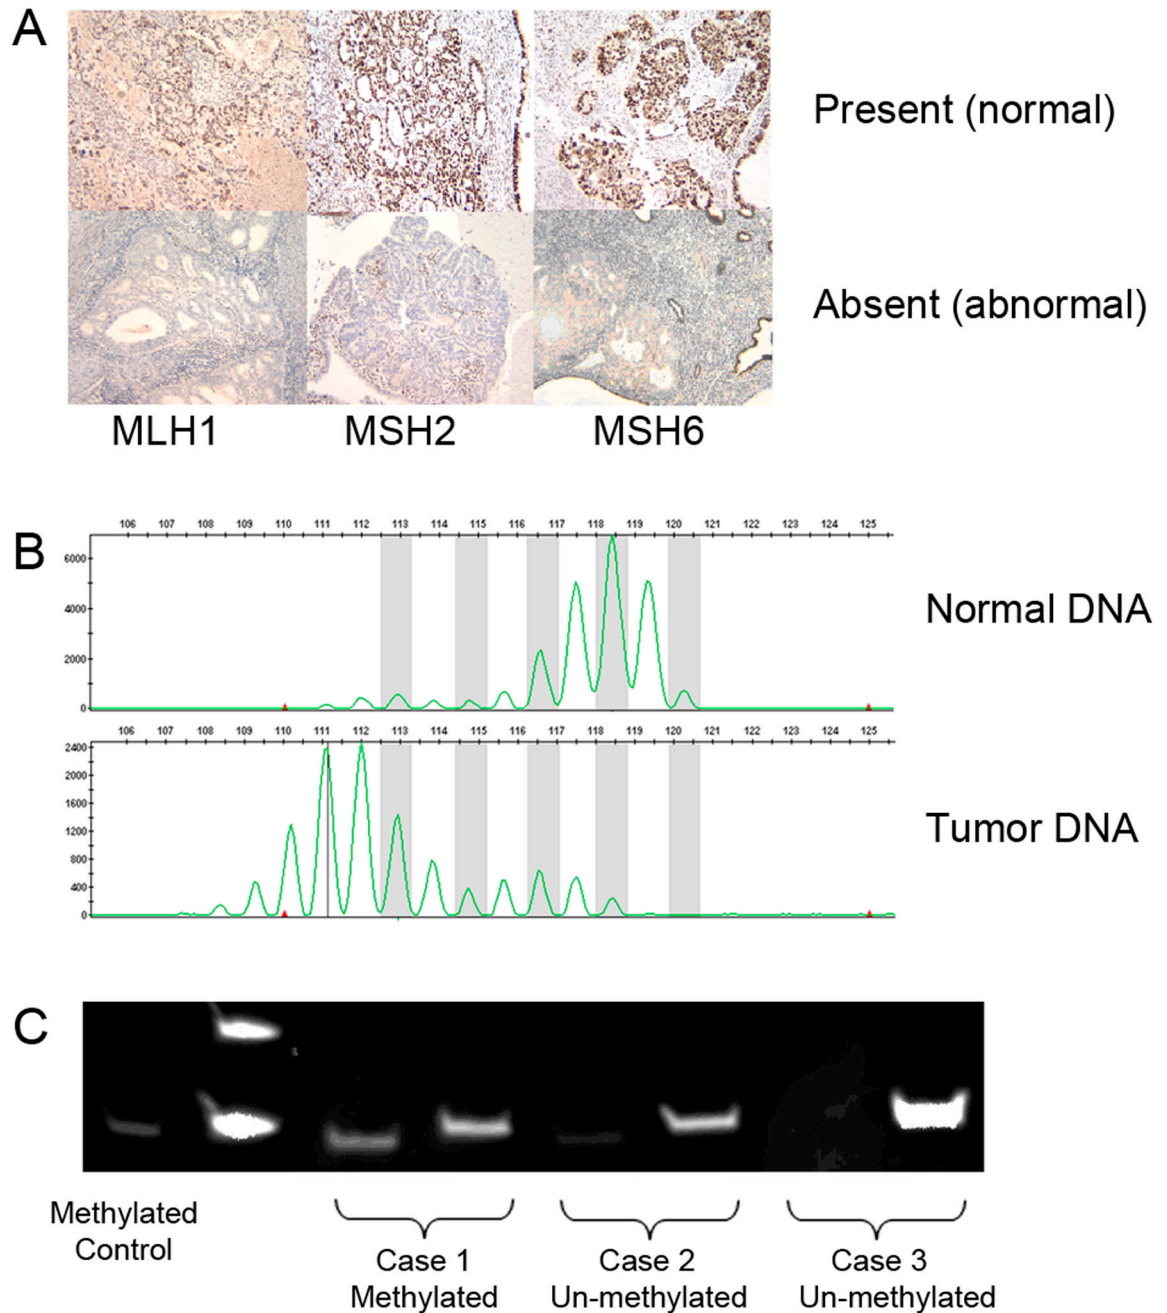 A
Present (normal)
Absent (abnormal)
MLH1 MSH2 MSH6
B
106 107 108 109 110 111 112 113 114 115 116 117 118 119 120 121 122 123 124 125
6000
4000
2000
0
Normal DNA
106 107 108 109 110 111 112 113 114 115 116 117 118 119 120 121 122 123 124 125
2400
2000
1600
1200
800
400
0
Tumor DNA
C
Methylated
Control
Case 1 Case 2 Case 3
Methylated Un-methylated Un-methylated